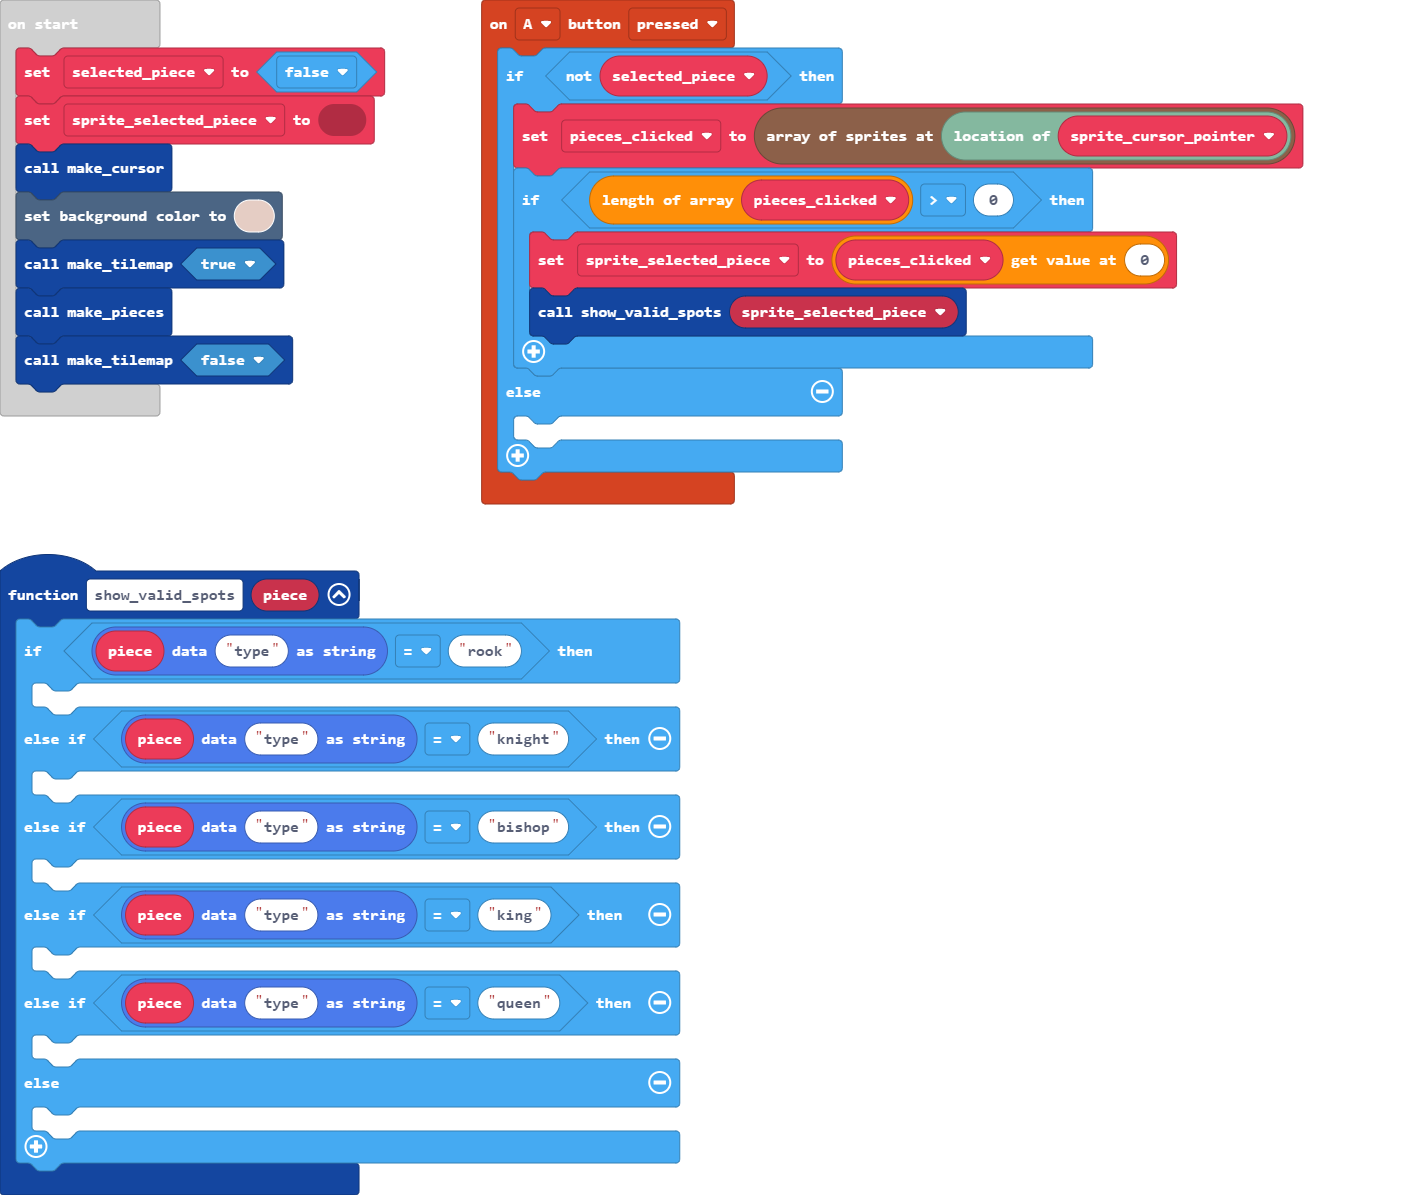 on start
set selected_piece to false
set sprite_selected_piece to
call make_cursor
set background color to
call make_tilemap true
call make_pieces
call make_tilemap false
on A button pressed
if not selected_piece then
set pieces_clicked to array of sprites at location of sprite_cursor_pointer
if length of array pieces_clicked > 0 then
set sprite_selected_piece to pieces_clicked get value at 0
call show_valid_spots sprite_selected_piece
else
function show_valid_spots piece
if piece data "type" as string = "rook" then
else if piece data "type" as string = "knight" then
else if piece data "type" as string = "bishop" then
else if piece data "type" as string = "king" then
else if piece data "type" as string = "queen" then
else